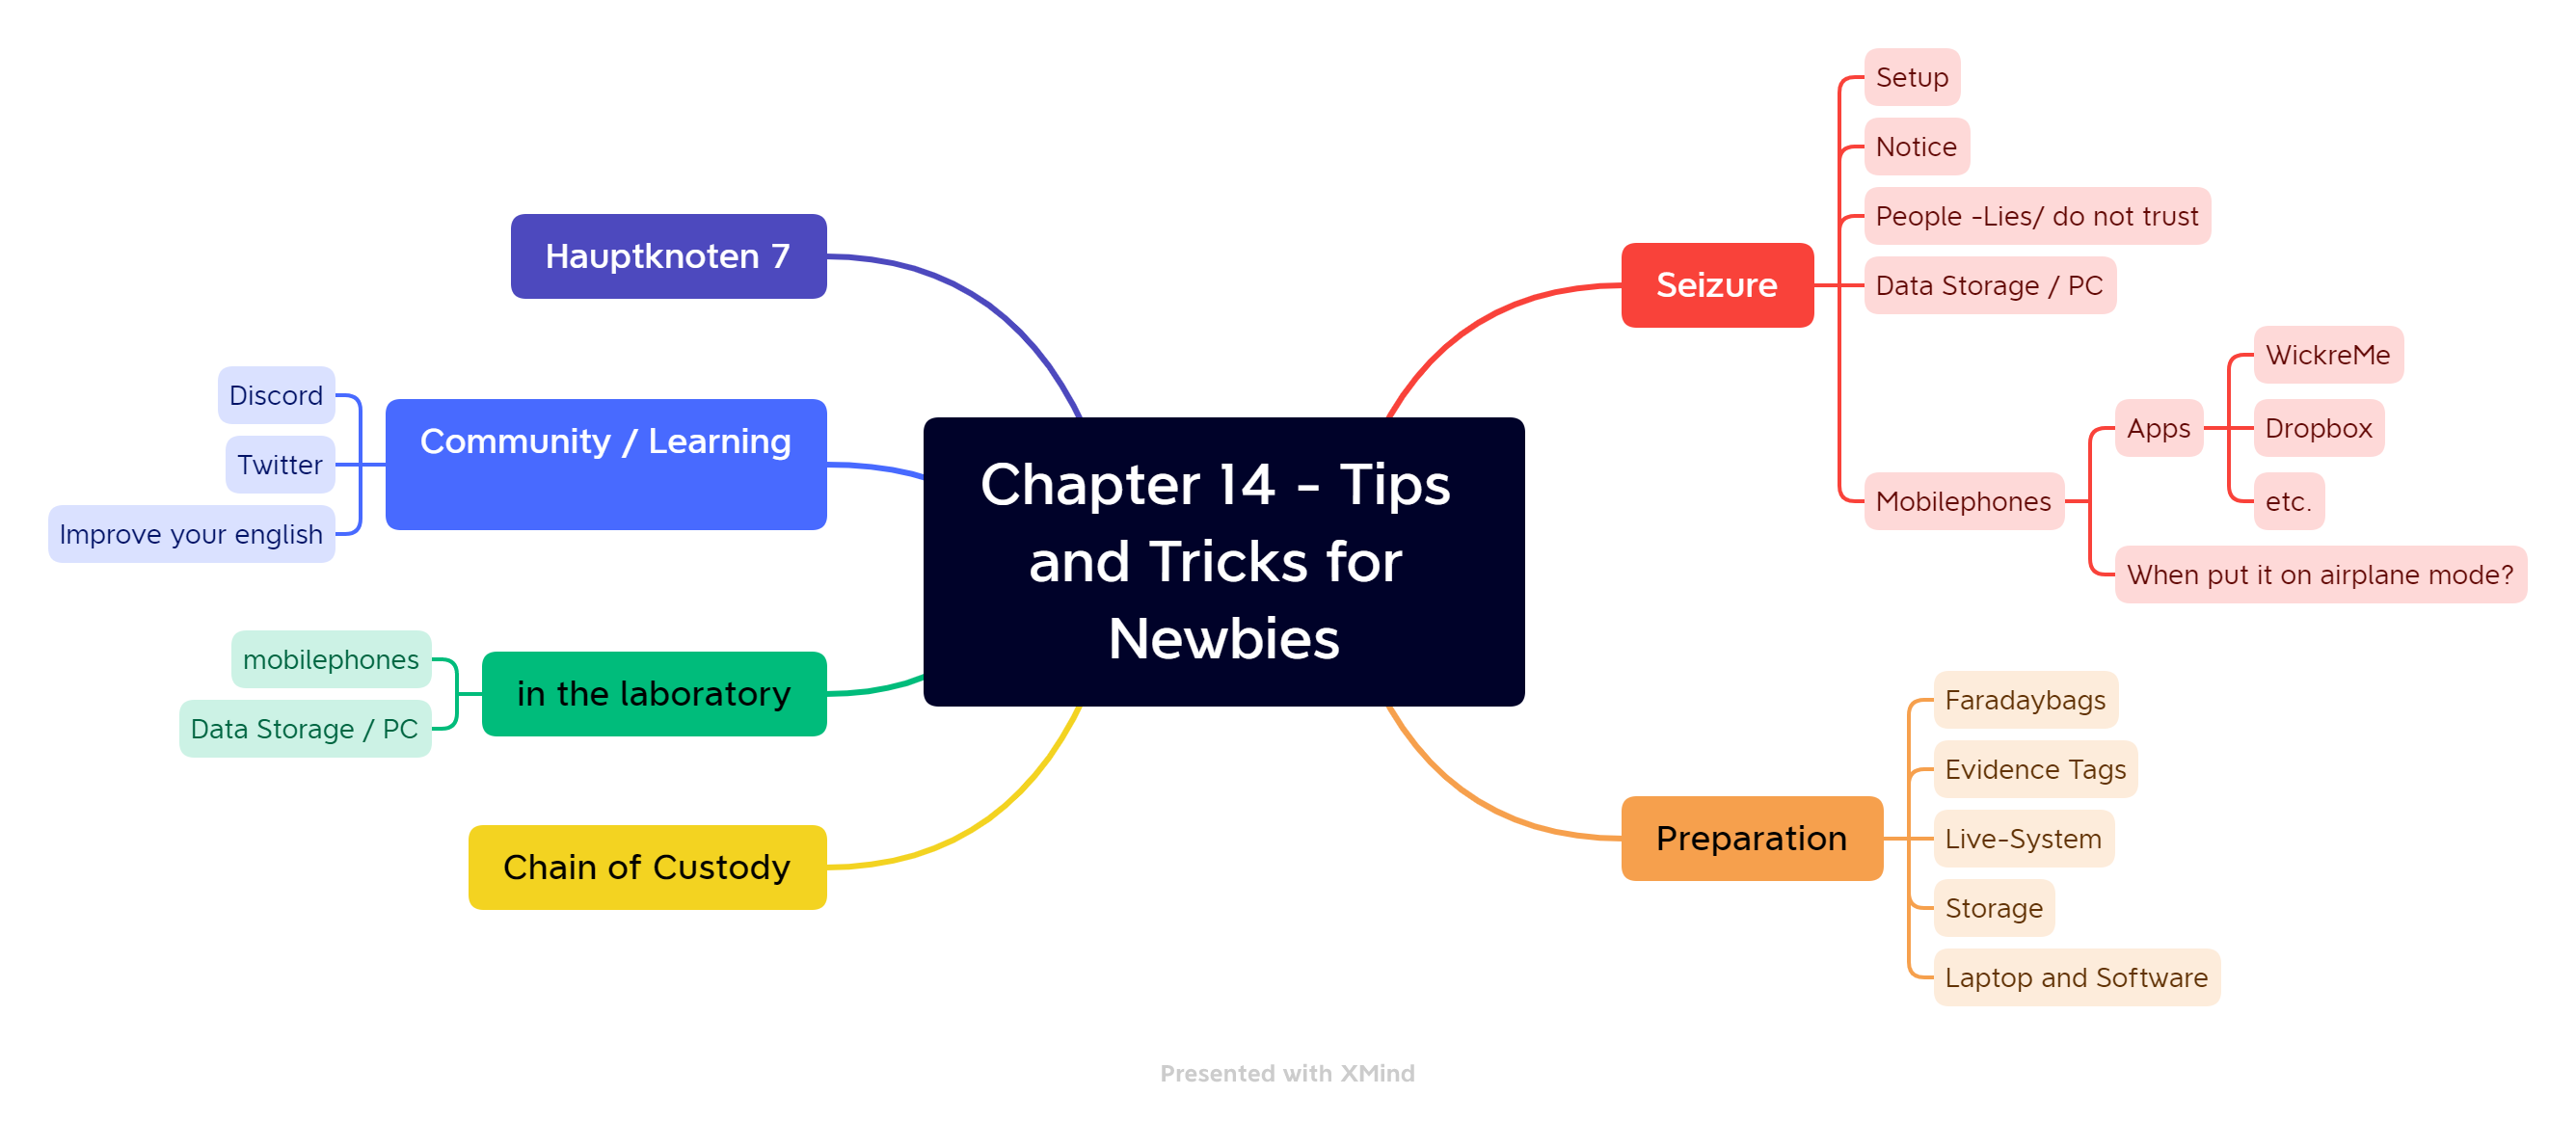 Chapter 14 - Tips
and Tricks for
Newbies
Seizure
Setup
Notice
People -Lies/ do not trust
Data Storage / PC
Mobilephones
Apps
WickreMe
Dropbox
etc.
When put it on airplane mode?
Preparation
Faradaybags
Evidence Tags
Live-System
Storage
Laptop and Software
Chain of Custody
in the laboratory
mobilephones
Data Storage / PC
Community / Learning
Discord
Twitter
Improve your english
Hauptknoten 7
Presented with XMind